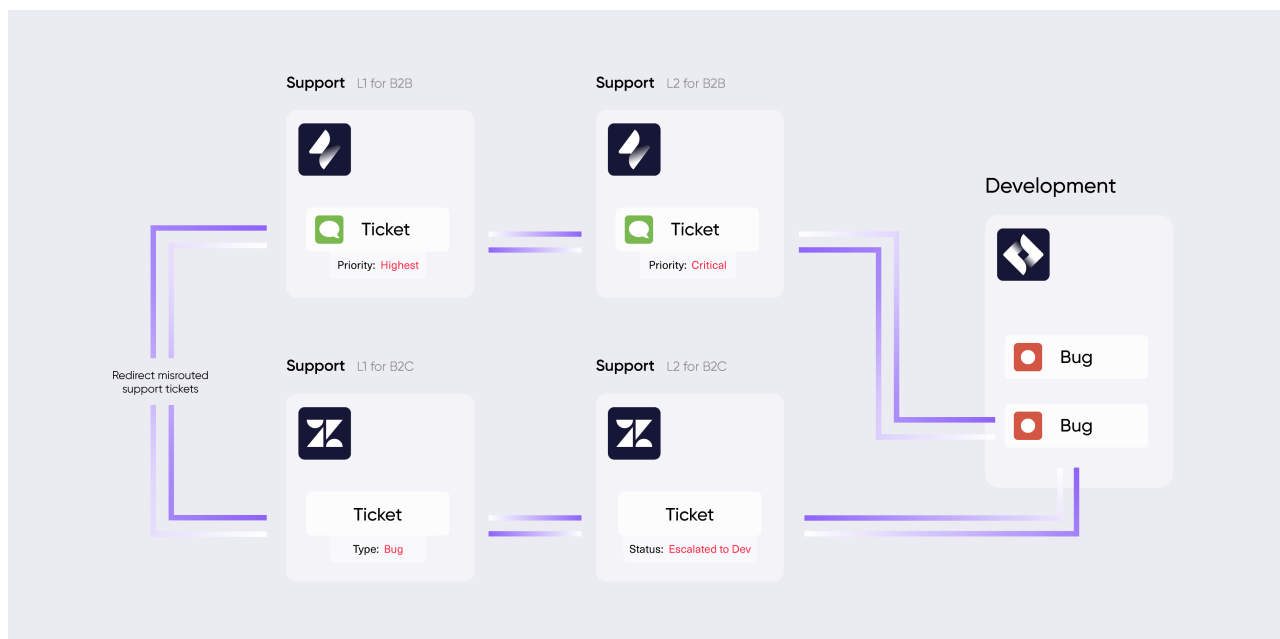 Support L1 for B2B
Support L2 for B2B
Ticket
Priority: Highest
Ticket
Priority: Critical
Development
Bug
Bug
Redirect misrouted
support tickets
Support L1 for B2C
Support L2 for B2C
Ticket
Type: Bug
Ticket
Status: Escalated to Dev